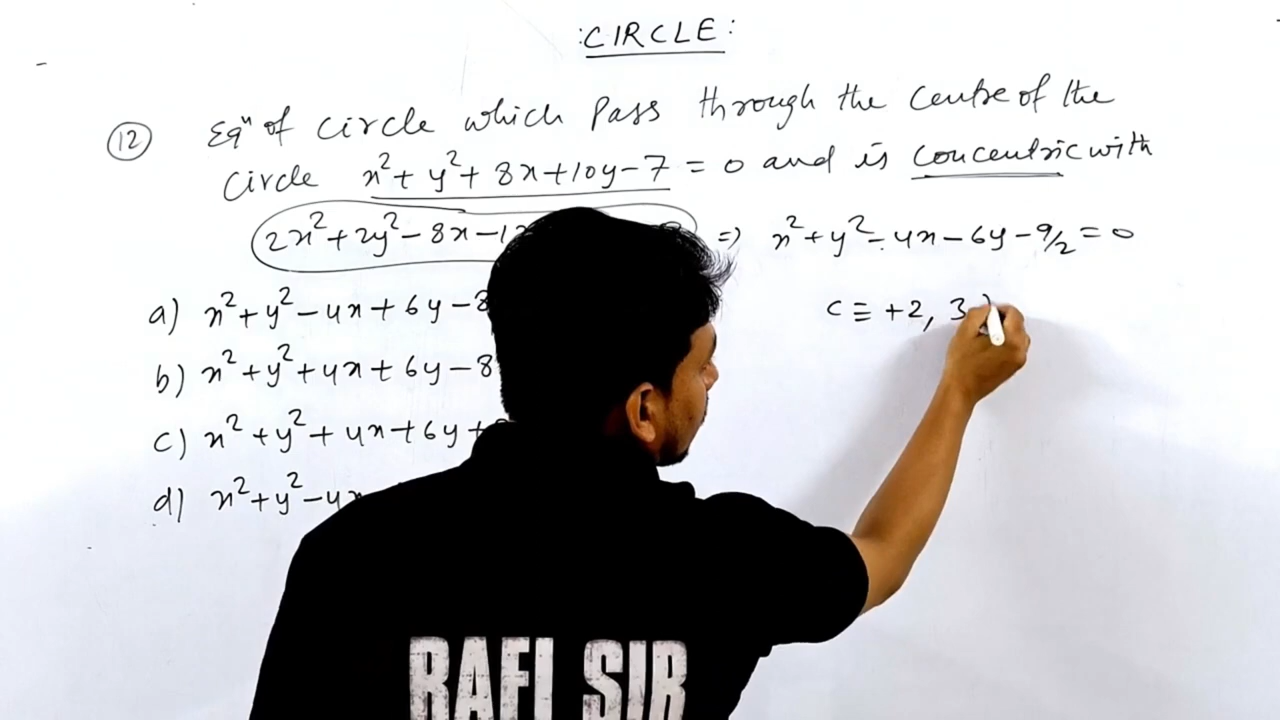 :CIRCLE:
12 Eqⁿ of circle which Pass through the centre of the
circle x²+y²+8x+10y-7=0 and is concentric with
2x²+2y²-8x-1 => x²+y²-4x-6y-9/2=0
a) x²+y²-4x+6y-8 c≡+2, 3)
b) x²+y²+4x+6y-8
c) x²+y²+4x+6y+
d) x²+y²-4x
RAFI SIR